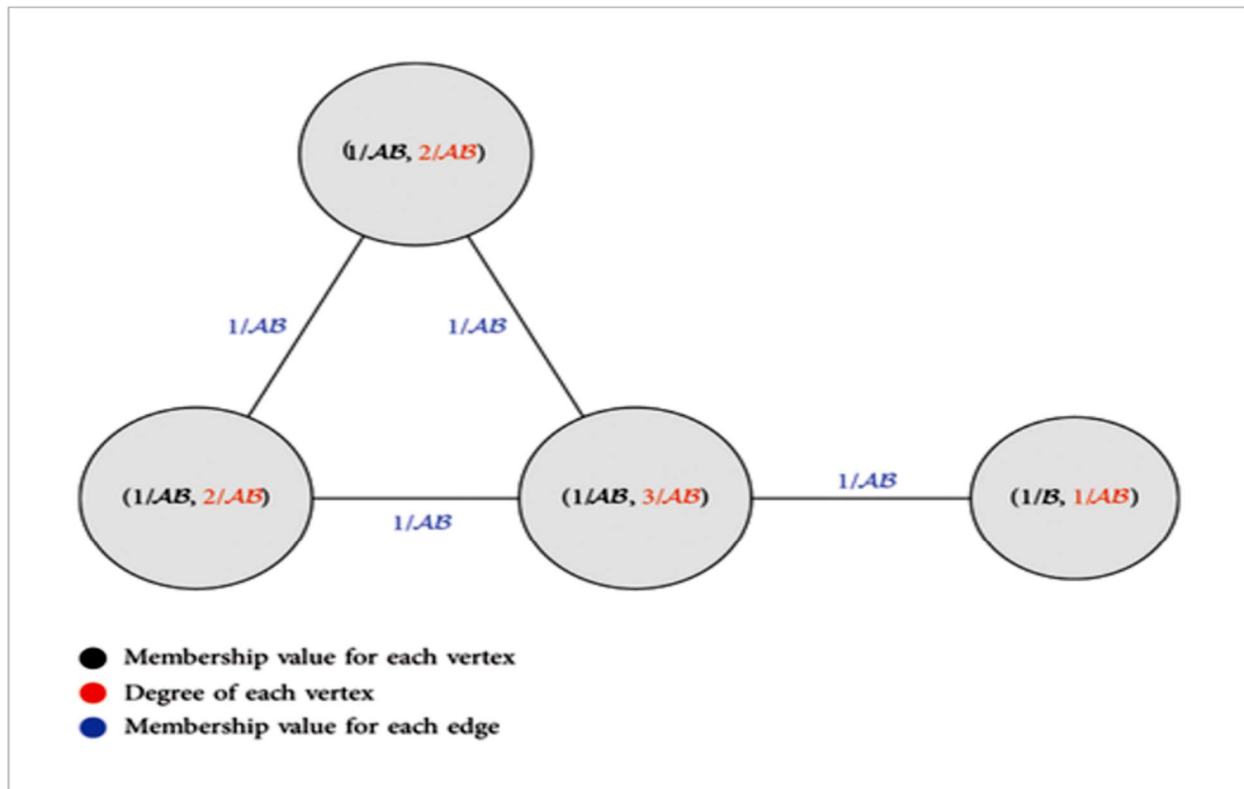 (1/𝒜ℬ, 2/𝒜ℬ)
1/𝒜ℬ
1/𝒜ℬ
(1/𝒜ℬ, 2/𝒜ℬ)
(1/𝒜ℬ, 3/𝒜ℬ)
1/𝒜ℬ
(1/ℬ, 1/𝒜ℬ)
1/𝒜ℬ
Membership value for each vertex
Degree of each vertex
Membership value for each edge